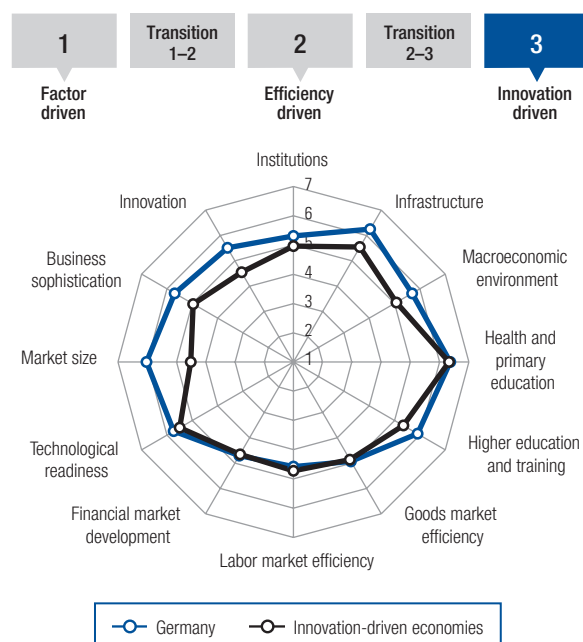 1
Transition
1–2
2
Transition
2–3
3
Factor
driven
Efficiency
driven
Innovation
driven
Institutions
Innovation
Infrastructure
Business
sophistication
Macroeconomic
environment
Market size
Health and
primary
education
Technological
readiness
Higher education
and training
Financial market
development
Goods market
efficiency
Labor market efficiency
7
6
5
4
3
2
1
Germany
Innovation-driven economies